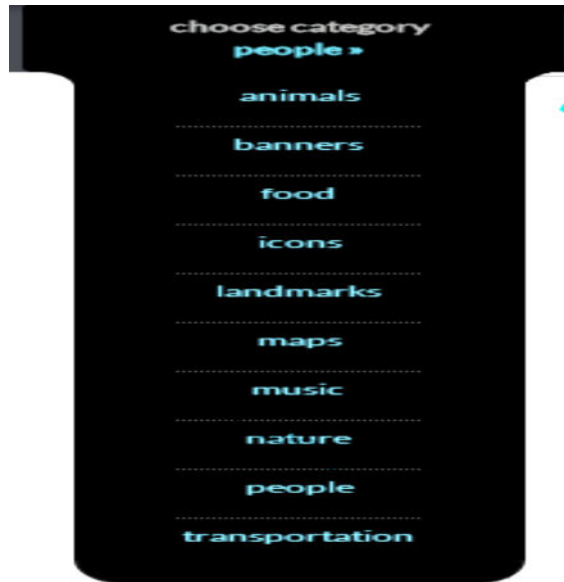 choose category
people »
animals
banners
food
icons
landmarks
maps
music
nature
people
transportation